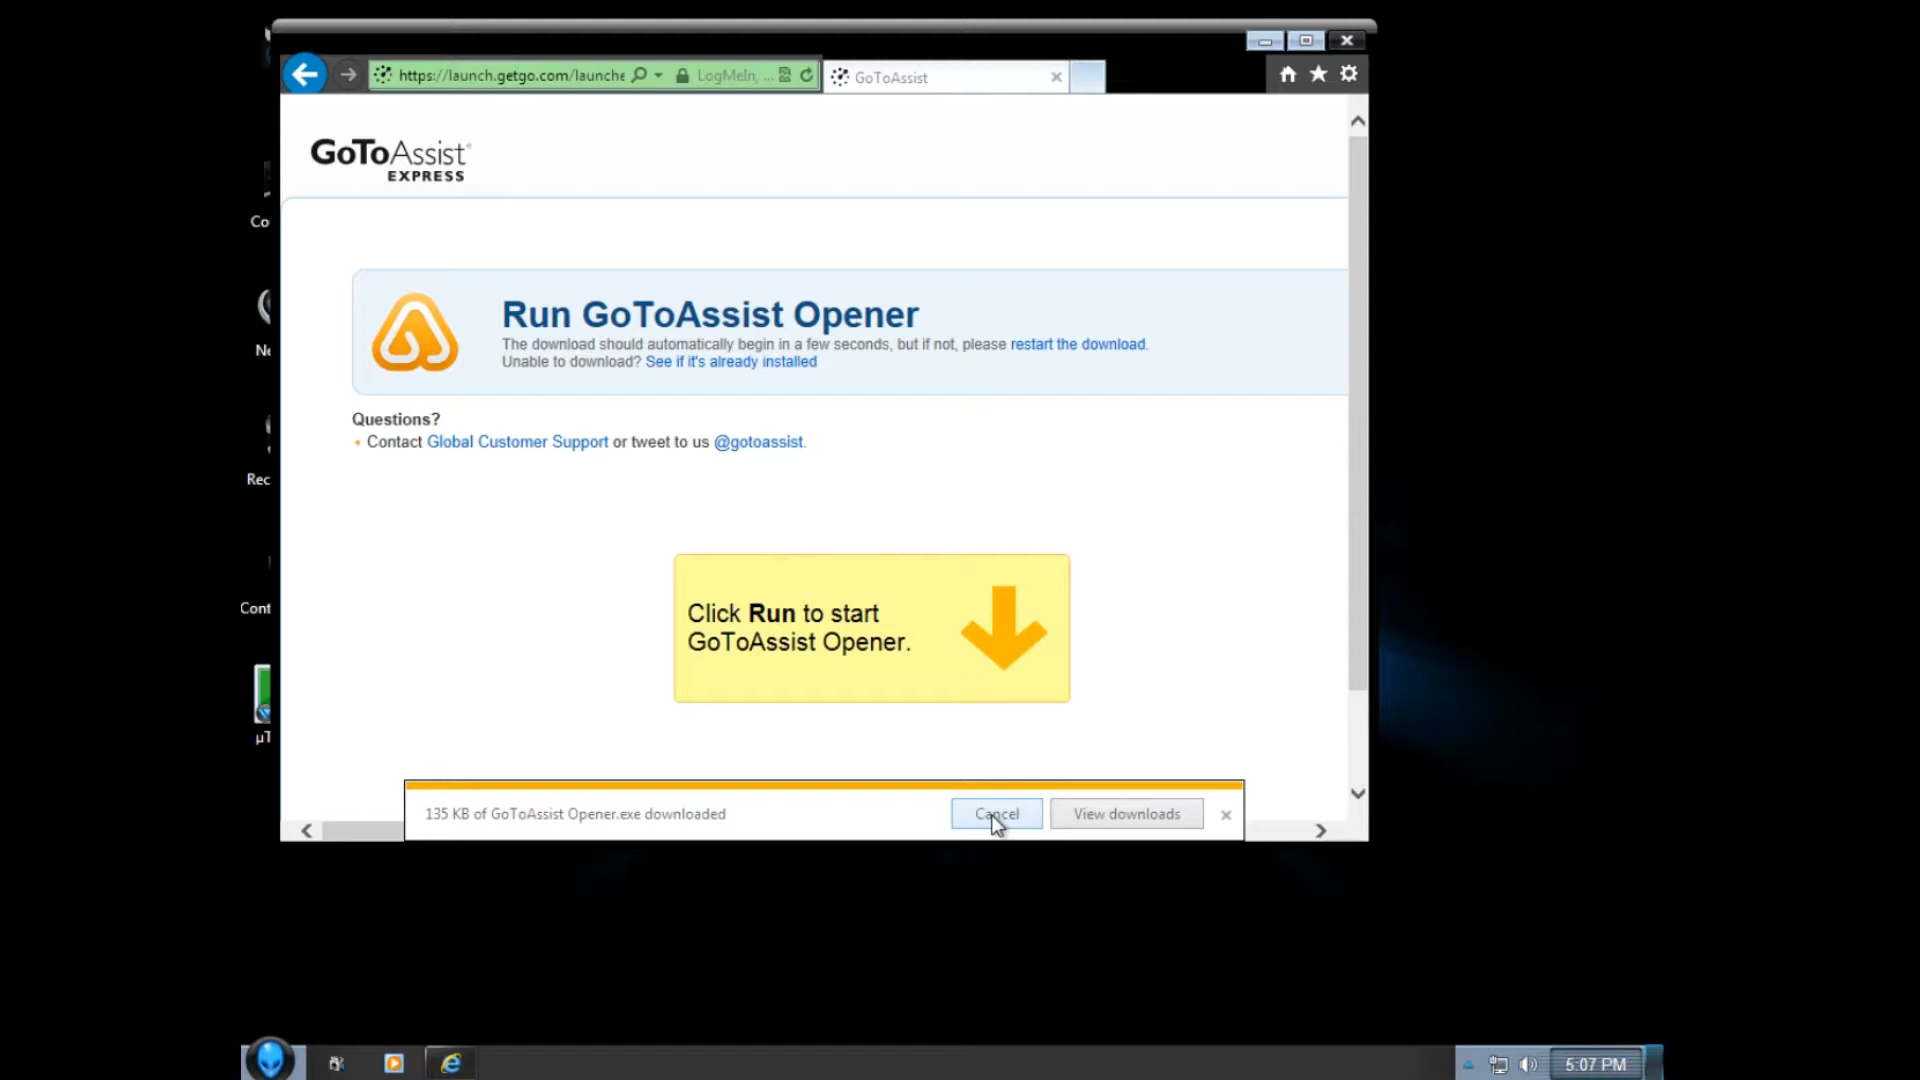 https://launch.getgo.com/launche
LogMeIn, ...
GoToAssist
GoToAssist
EXPRESS
Co
Run GoToAssist Opener
The download should automatically begin in a few seconds, but if not, please restart the download.
Unable to download? See if it's already installed
Ne
Questions?
• Contact Global Customer Support or tweet to us @gotoassist.
Rec
Click Run to start
GoToAssist Opener.
Cont
µT
135 KB of GoToAssist Opener.exe downloaded
Cancel
View downloads
5:07 PM